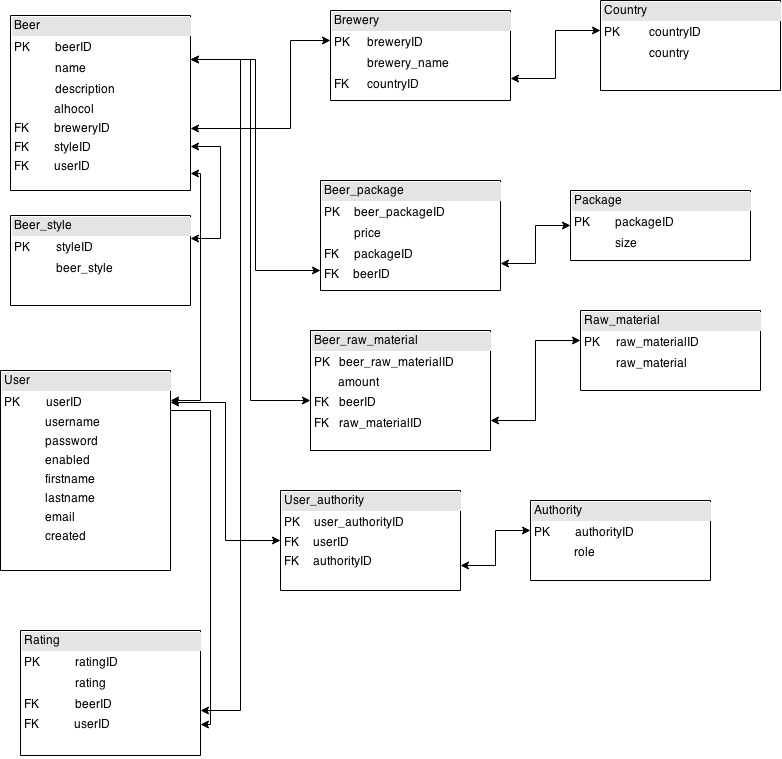 Beer
PK beerID
name
description
alhocol
FK breweryID
FK styleID
FK userID
Brewery
PK breweryID
brewery_name
FK countryID
Country
PK countryID
country
Beer_style
PK styleID
beer_style
Beer_package
PK beer_packageID
price
FK packageID
FK beerID
Package
PK packageID
size
Beer_raw_material
PK beer_raw_materialID
amount
FK beerID
FK raw_materialID
Raw_material
PK raw_materialID
raw_material
User
PK userID
username
password
enabled
firstname
lastname
email
created
User_authority
PK user_authorityID
FK userID
FK authorityID
Authority
PK authorityID
role
Rating
PK ratingID
rating
FK beerID
FK userID